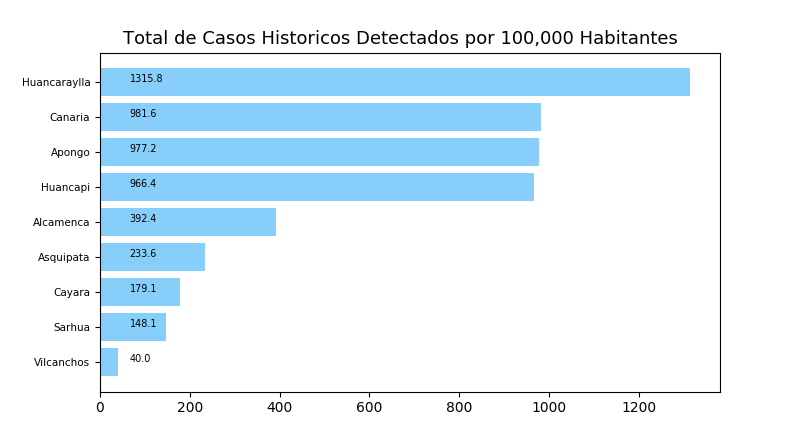 Total de Casos Historicos Detectados por 100,000 Habitantes
Huancaraylla 1315.8
Canaria 981.6
Apongo 977.2
Huancapi 966.4
Alcamenca 392.4
Asquipata 233.6
Cayara 179.1
Sarhua 148.1
Vilcanchos 40.0
0 200 400 600 800 1000 1200